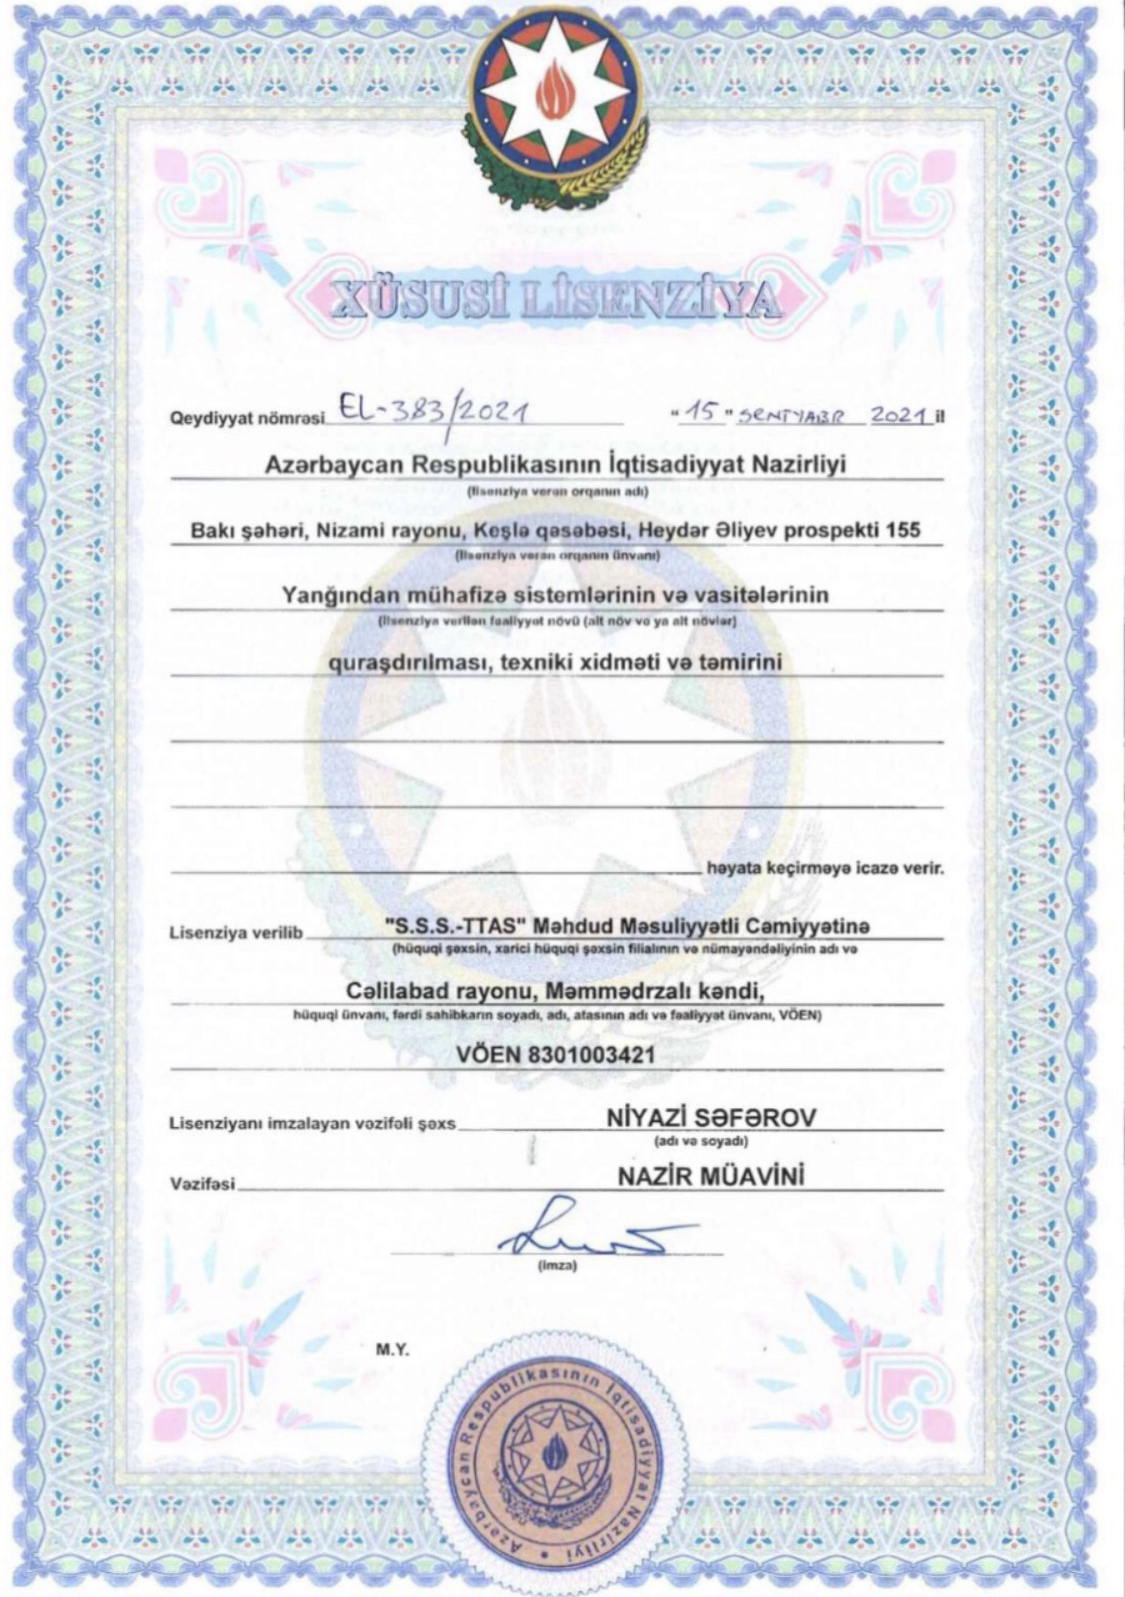 XÜSUSİ LİSENZİYA
Qeydiyyat nömrəsi EL-383/2021 "15" SENTYABR 2021 il
Azərbaycan Respublikasının İqtisadiyyat Nazirliyi
(lisenziya verən orqanın adı)
Bakı şəhəri, Nizami rayonu, Keşlə qəsəbəsi, Heydər Əliyev prospekti 155
(lisenziya verən orqanın ünvanı)
Yanğından mühafizə sistemlərinin və vasitələrinin
(lisenziya verilən fəaliyyət növü (alt növ və ya alt növlər)
quraşdırılması, texniki xidməti və təmirini
həyata keçirməyə icazə verir.
Lisenziya verilib "S.S.S.-TTAS" Məhdud Məsuliyyətli Cəmiyyətinə
(hüquqi şəxsin, xarici hüquqi şəxsin filialının və nümayəndəliyinin adı və
Cəlilabad rayonu, Məmmədrzalı kəndi,
hüquqi ünvanı, fərdi sahibkarın soyadı, adı, atasının adı və fəaliyyət ünvanı, VÖEN)
VÖEN 8301003421
Lisenziyanı imzalayan vəzifəli şəxs NİYAZİ SƏFƏROV
(adı və soyadı)
Vəzifəsi NAZİR MÜAVİNİ
(imza)
M.Y.
Azərbaycan Respublikasının İqtisadiyyat Nazirliyi